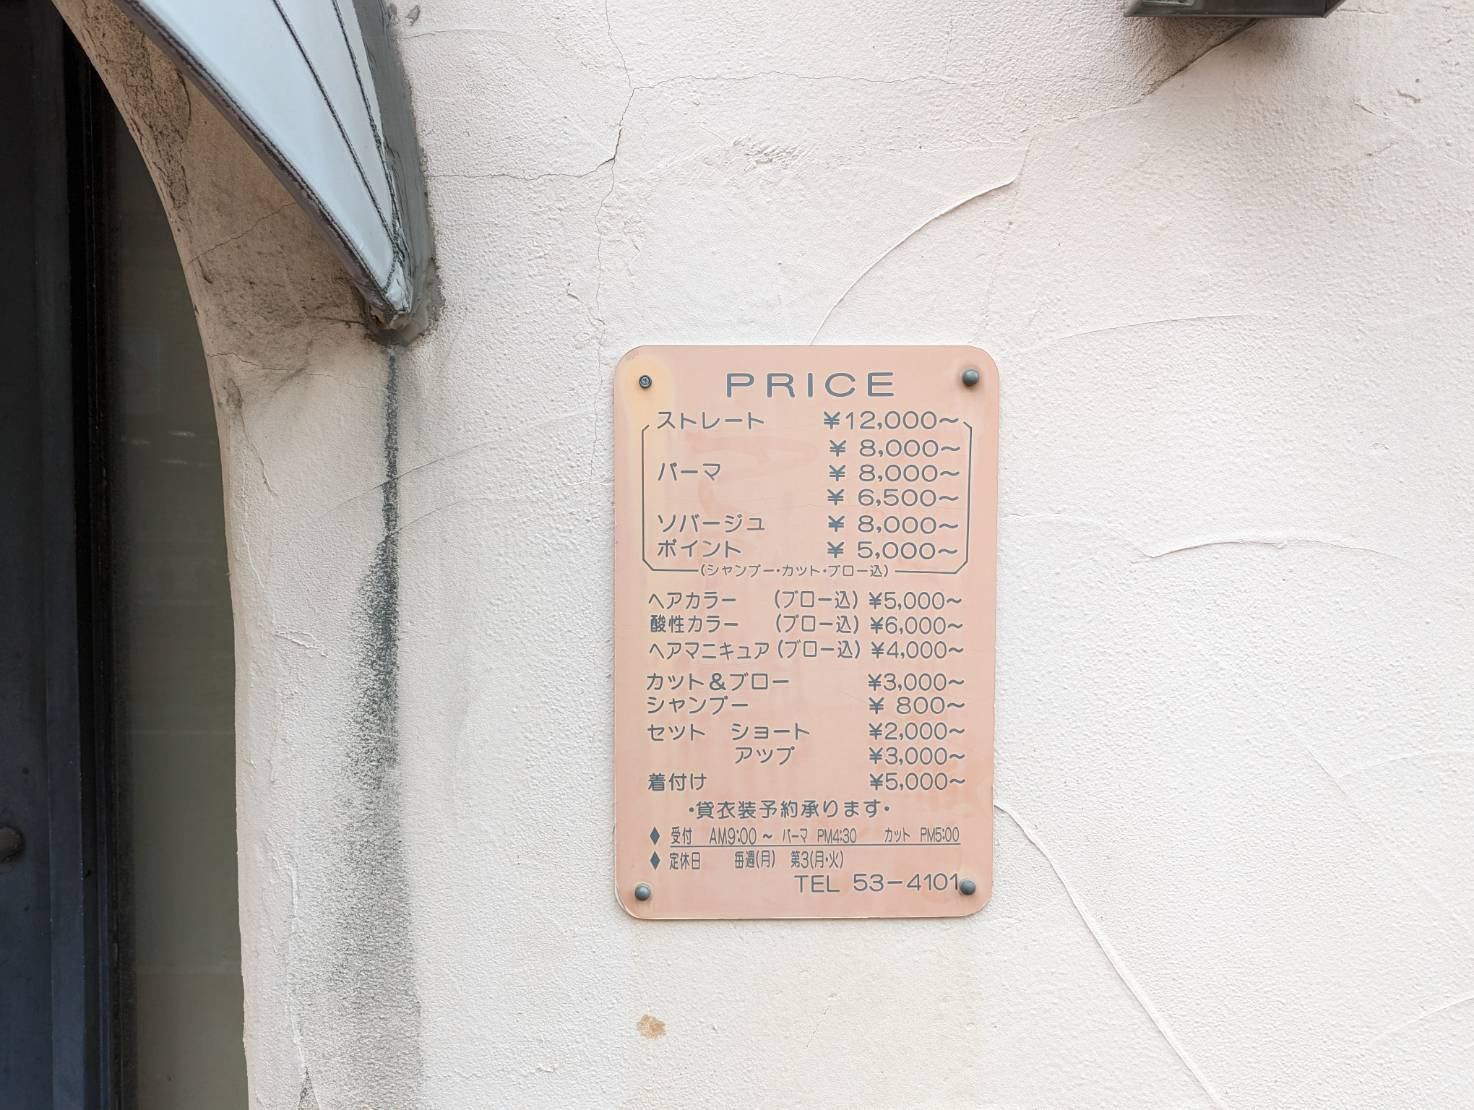 PRICE
ストレート ¥12,000〜
¥ 8,000〜
パーマ ¥ 8,000〜
¥ 6,500〜
ソバージュ ¥ 8,000〜
ポイント ¥ 5,000〜
(シャンプー・カット・ブロー込)
ヘアカラー (ブロー込) ¥5,000〜
酸性カラー (ブロー込) ¥6,000〜
ヘアマニキュア (ブロー込) ¥4,000〜
カット&ブロー ¥3,000〜
シャンプー ¥ 800〜
セット ショート ¥2,000〜
アップ ¥3,000〜
着付け ¥5,000〜
・貸衣装予約承ります・
♦ 受付 AM9:00 〜 パーマ PM4:30 カット PM5:00
♦ 定休日 毎週(月) 第3(月・火)
TEL 53-4101